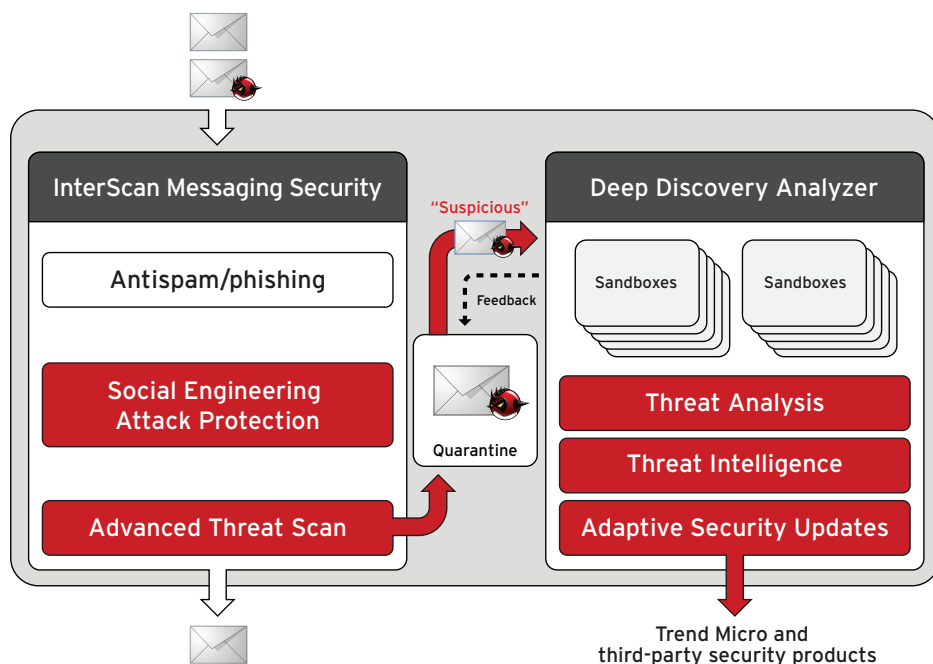 InterScan Messaging Security
Antispam/phishing
Social Engineering
Attack Protection
Advanced Threat Scan
“Suspicious”
Feedback
Quarantine
Deep Discovery Analyzer
Sandboxes
Sandboxes
Threat Analysis
Threat Intelligence
Adaptive Security Updates
Trend Micro and
third-party security products